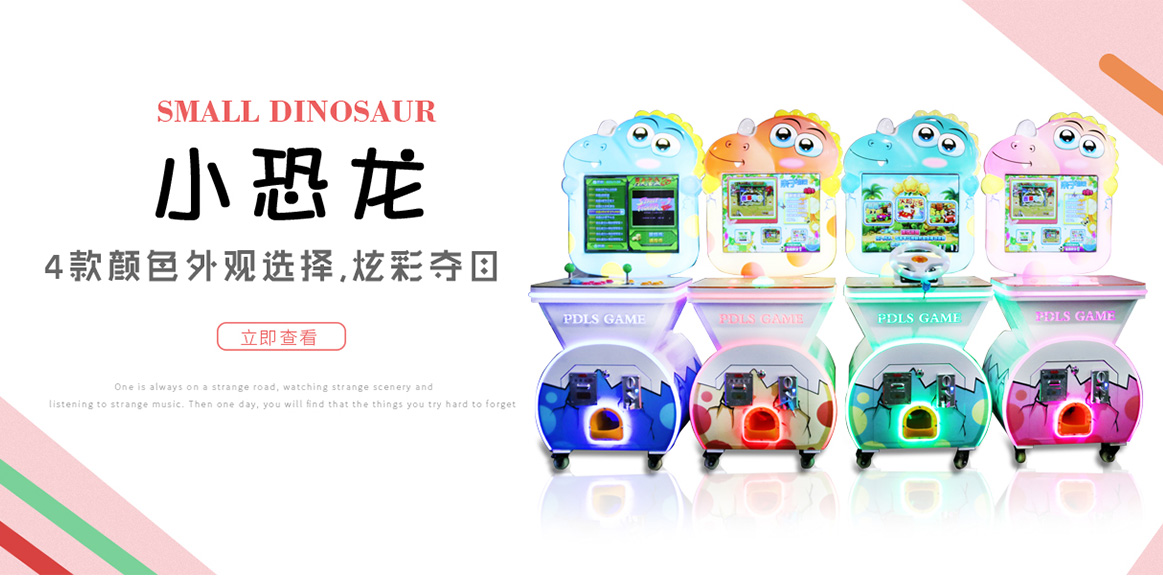 SMALL DINOSAUR
小恐龙
4款颜色外观选择,炫彩夺目
立即查看
One is always on a strange road, watching strange scenery and
listening to strange music. Then one day, you will find that the things you try hard to forget
PDLS GAME
PDLS GAME
PDLS GAME
PDLS GAME